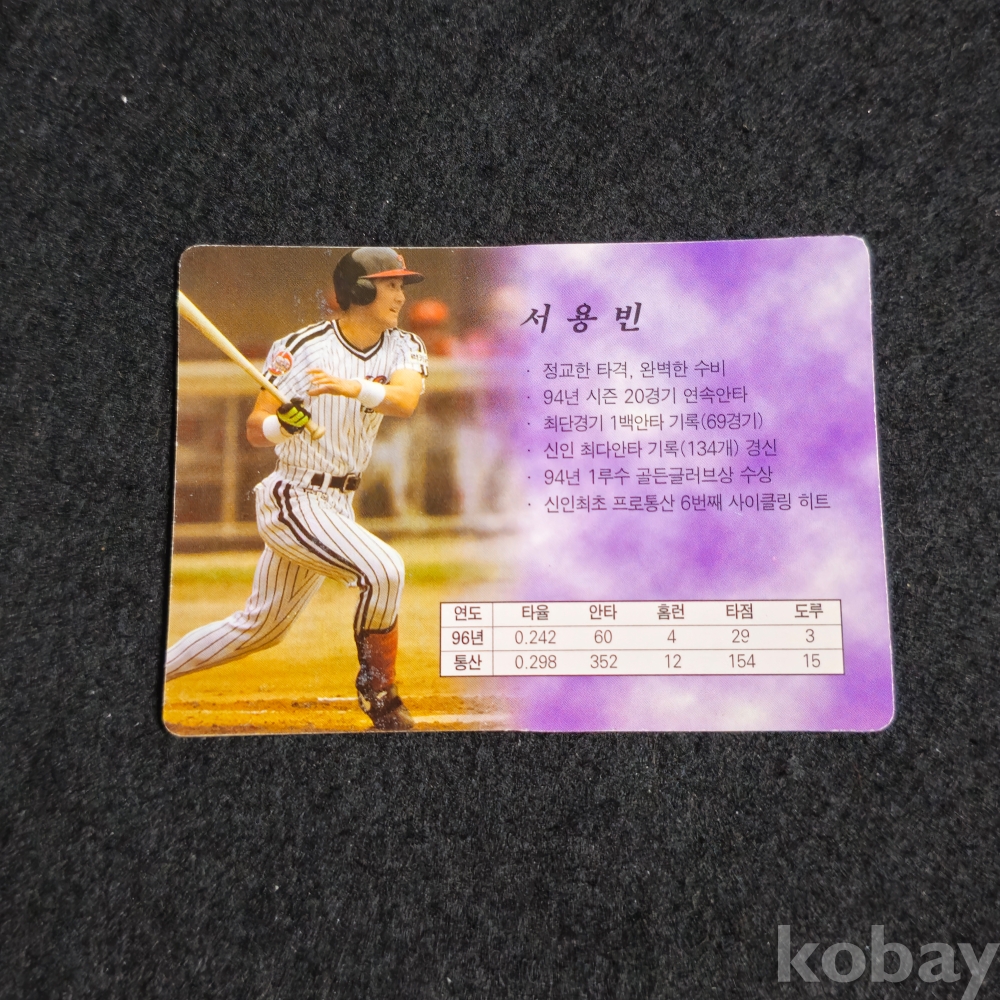 서 용 빈
· 정교한 타격, 완벽한 수비
· 94년 시즌 20경기 연속안타
· 최단경기 1백안타 기록(69경기)
· 신인 최다안타 기록(134개) 경신
· 94년 1루수 골든글러브상 수상
· 신인최초 프로통산 6번째 사이클링 히트
연도 타율 안타 홈런 타점 도루
96년 0.242 60 4 29 3
통산 0.298 352 12 154 15
kobay